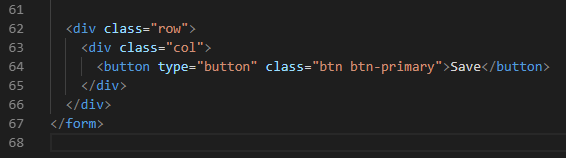 61
62 <div class="row">
63 <div class="col">
64 <button type="button" class="btn btn-primary">Save</button>
65 </div>
66 </div>
67 </form>
68